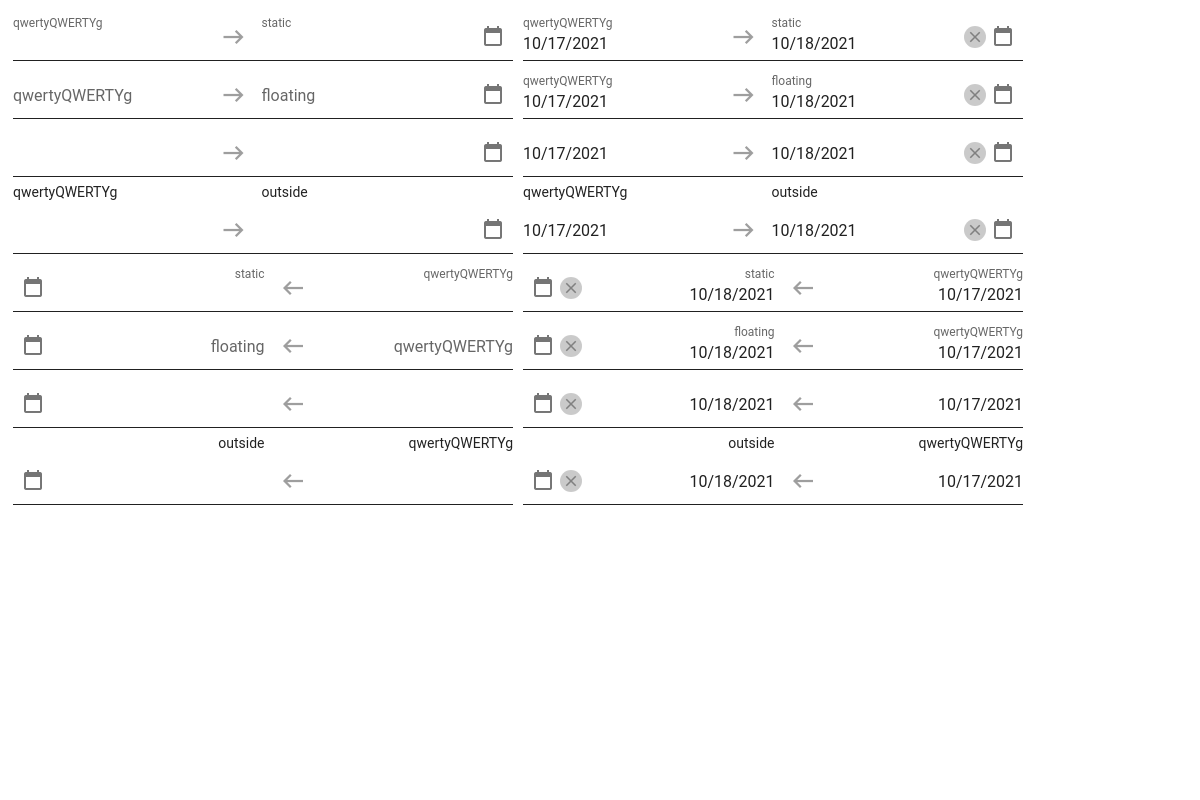 qwertyQWERTYg static qwertyQWERTYg static
10/17/2021 10/18/2021
qwertyQWERTYg floating qwertyQWERTYg floating
10/17/2021 10/18/2021
10/17/2021 10/18/2021
qwertyQWERTYg outside qwertyQWERTYg outside
10/17/2021 10/18/2021
static qwertyQWERTYg static qwertyQWERTYg
10/18/2021 10/17/2021
floating qwertyQWERTYg floating qwertyQWERTYg
10/18/2021 10/17/2021
10/18/2021 10/17/2021
outside qwertyQWERTYg outside qwertyQWERTYg
10/18/2021 10/17/2021